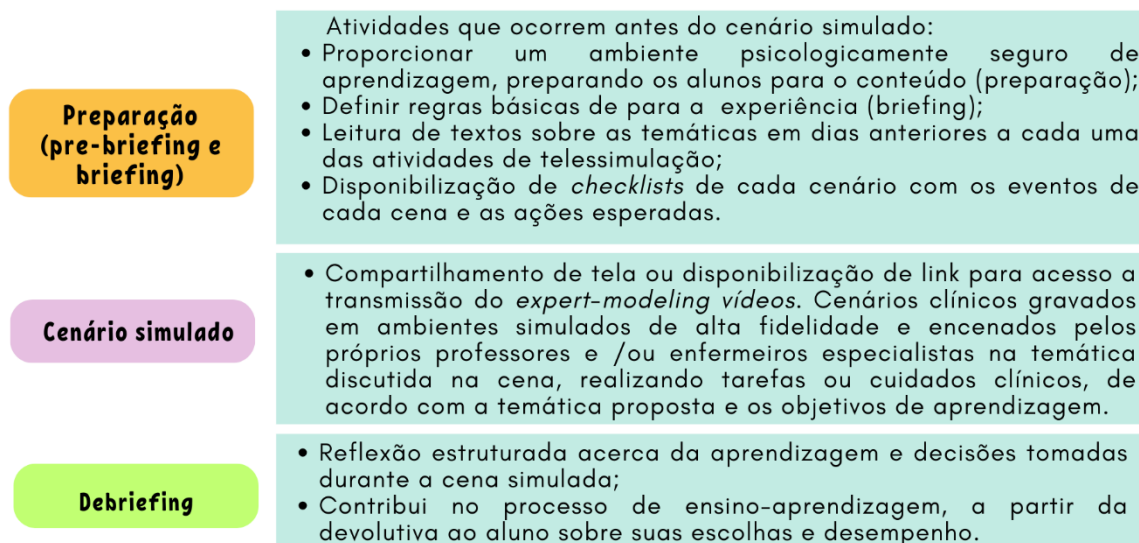 Preparação
(pre-briefing e
briefing)
Atividades que ocorrem antes do cenário simulado:
• Proporcionar um ambiente psicologicamente seguro de
aprendizagem, preparando os alunos para o conteúdo (preparação);
• Definir regras básicas de para a experiência (briefing);
• Leitura de textos sobre as temáticas em dias anteriores a cada uma
das atividades de telessimulação;
• Disponibilização de checklists de cada cenário com os eventos de
cada cena e as ações esperadas.
Cenário simulado
• Compartilhamento de tela ou disponibilização de link para acesso a
transmissão do expert-modeling vídeos. Cenários clínicos gravados
em ambientes simulados de alta fidelidade e encenados pelos
próprios professores e /ou enfermeiros especialistas na temática
discutida na cena, realizando tarefas ou cuidados clínicos, de
acordo com a temática proposta e os objetivos de aprendizagem.
Debriefing
• Reflexão estruturada acerca da aprendizagem e decisões tomadas
durante a cena simulada;
• Contribui no processo de ensino-aprendizagem, a partir da
devolutiva ao aluno sobre suas escolhas e desempenho.